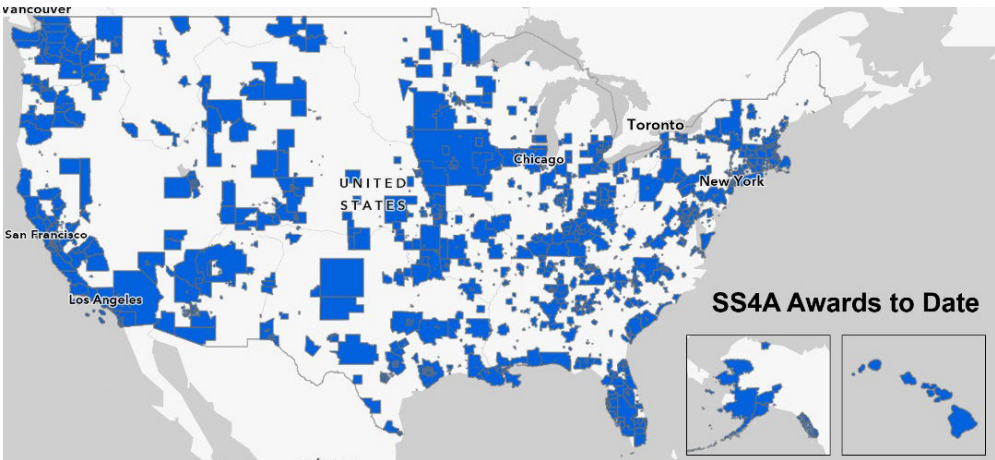 Vancouver
Toronto
Chicago
UNITED
STATES
New York
San Francisco
Los Angeles
SS4A Awards to Date